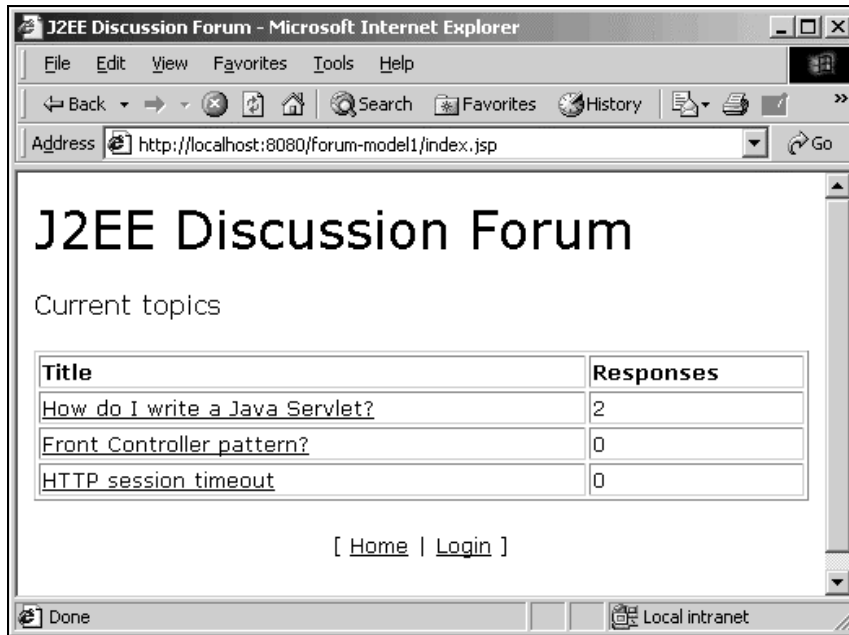 J2EE Discussion Forum - Microsoft Internet Explorer
File Edit View Favorites Tools Help
Back Search Favorites History »
Address http://localhost:8080/forum-model1/index.jsp Go
J2EE Discussion Forum
Current topics
Title Responses
How do I write a Java Servlet? 2
Front Controller pattern? 0
HTTP session timeout 0
[ Home | Login ]
Done Local intranet